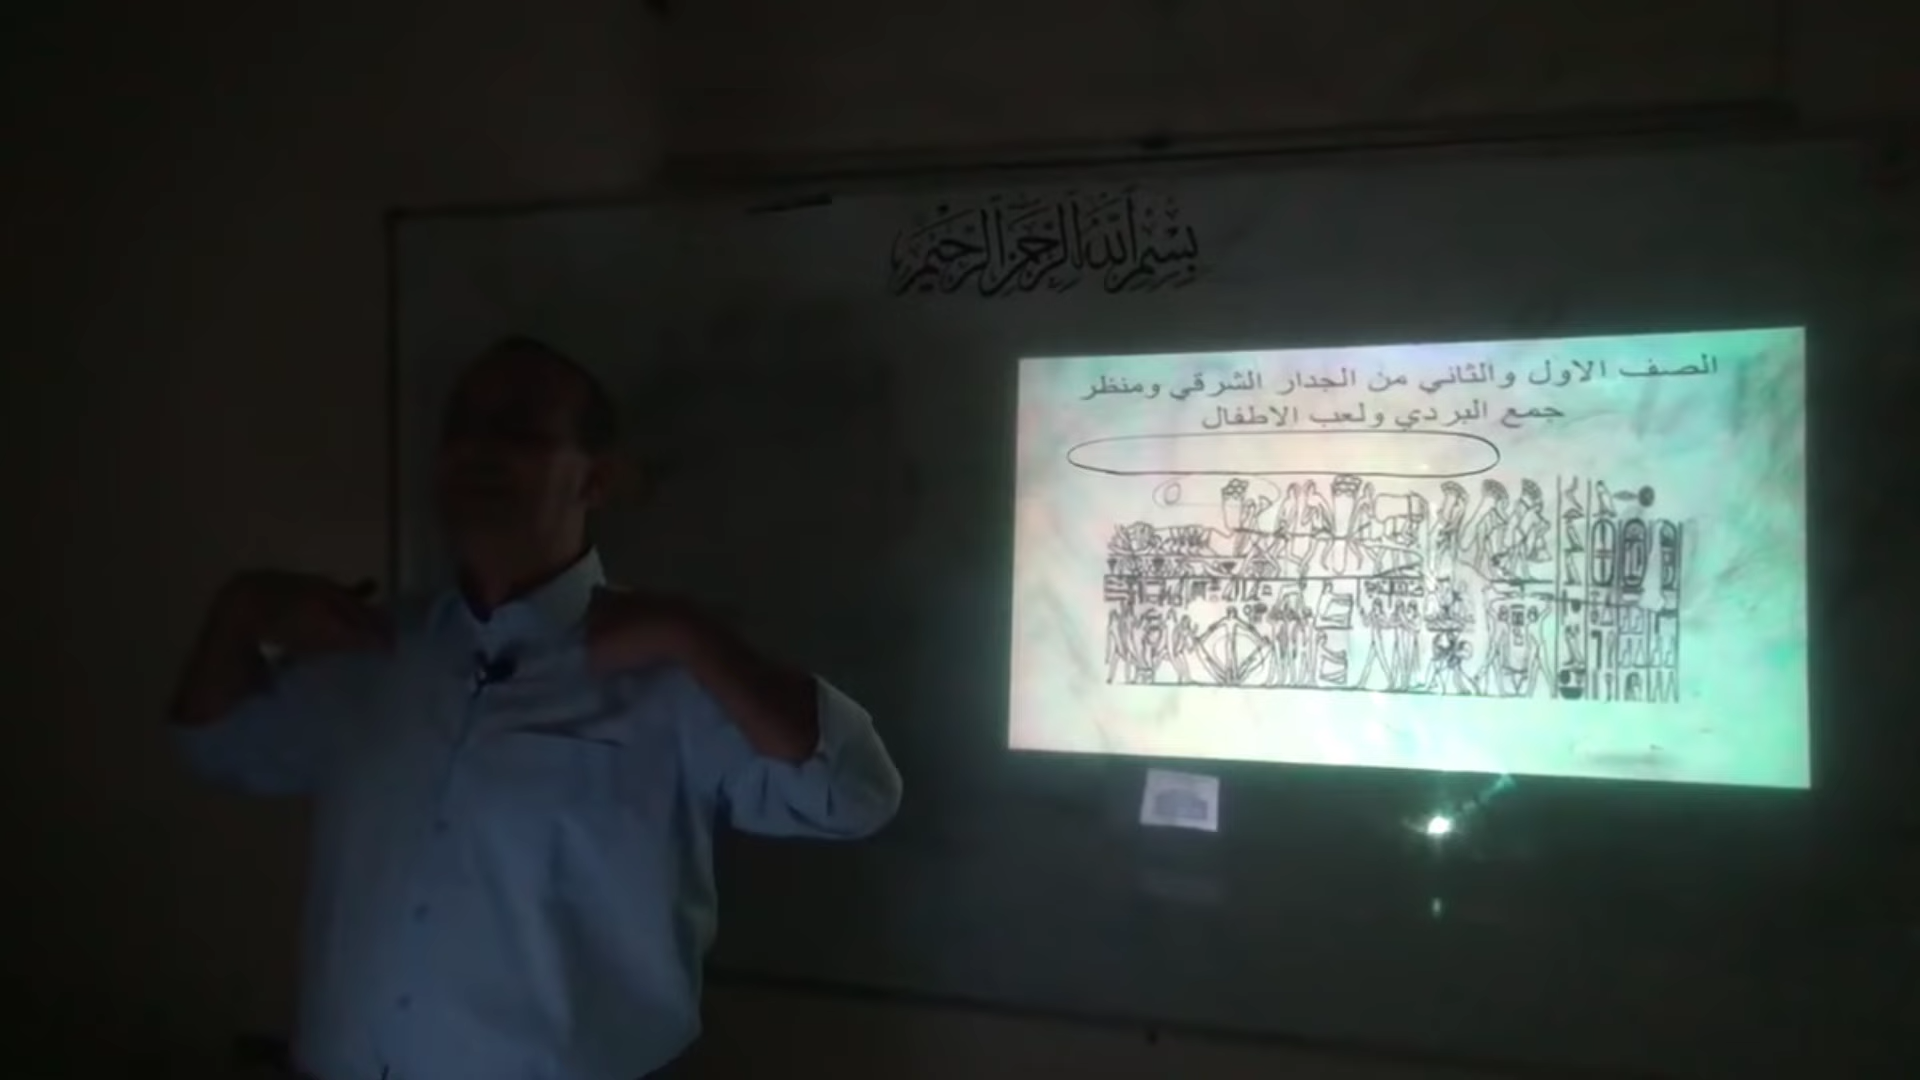 بسم الله الرحمن الرحيم
الصف الاول والثاني من الجدار الشرقي ومنظر
جمع البردي ولعب الاطفال